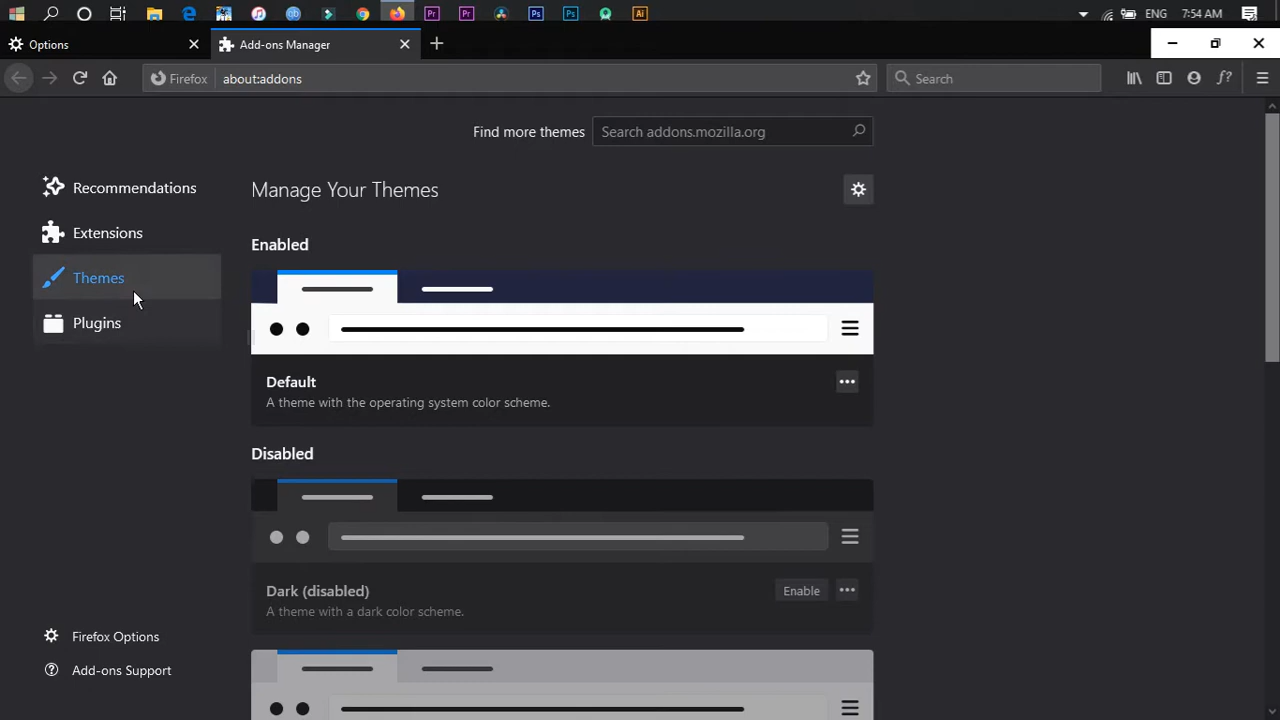 ENG 7:54 AM
Options
Add-ons Manager
Firefox about:addons
Search
Find more themes Search addons.mozilla.org
Recommendations
Extensions
Themes
Plugins
Firefox Options
Add-ons Support
Manage Your Themes
Enabled
Default
A theme with the operating system color scheme.
Disabled
Dark (disabled) Enable
A theme with a dark color scheme.